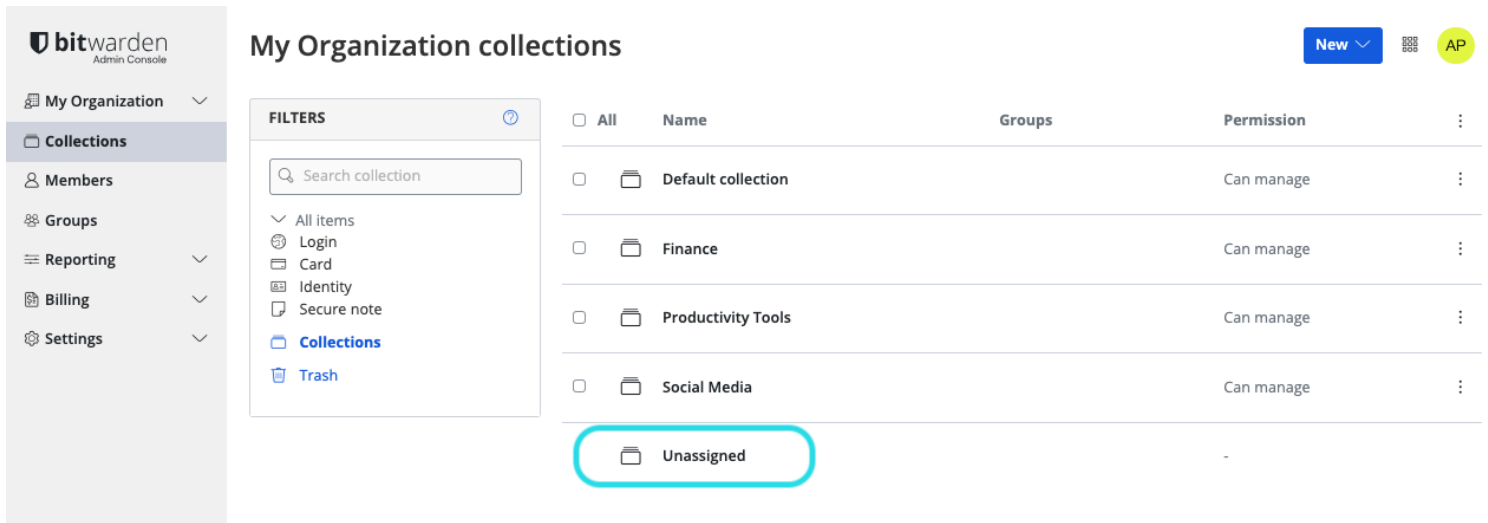 bitwarden
Admin Console
My Organization
Collections
Members
Groups
Reporting
Billing
Settings
My Organization collections
New
AP
FILTERS
Search collection
All items
Login
Card
Identity
Secure note
Collections
Trash
All Name Groups Permission
Default collection Can manage
Finance Can manage
Productivity Tools Can manage
Social Media Can manage
Unassigned -